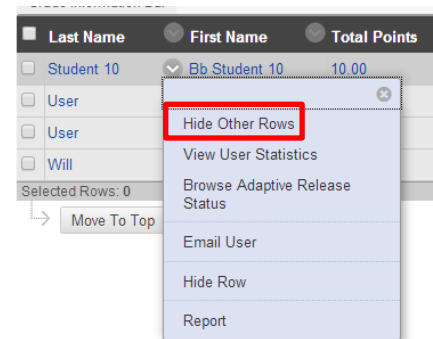 Last Name First Name Total Points
Student 10 Bb Student 10 10.00
User
User
Will
Selected Rows: 0
Move To Top
Hide Other Rows
View User Statistics
Browse Adaptive Release
Status
Email User
Hide Row
Report